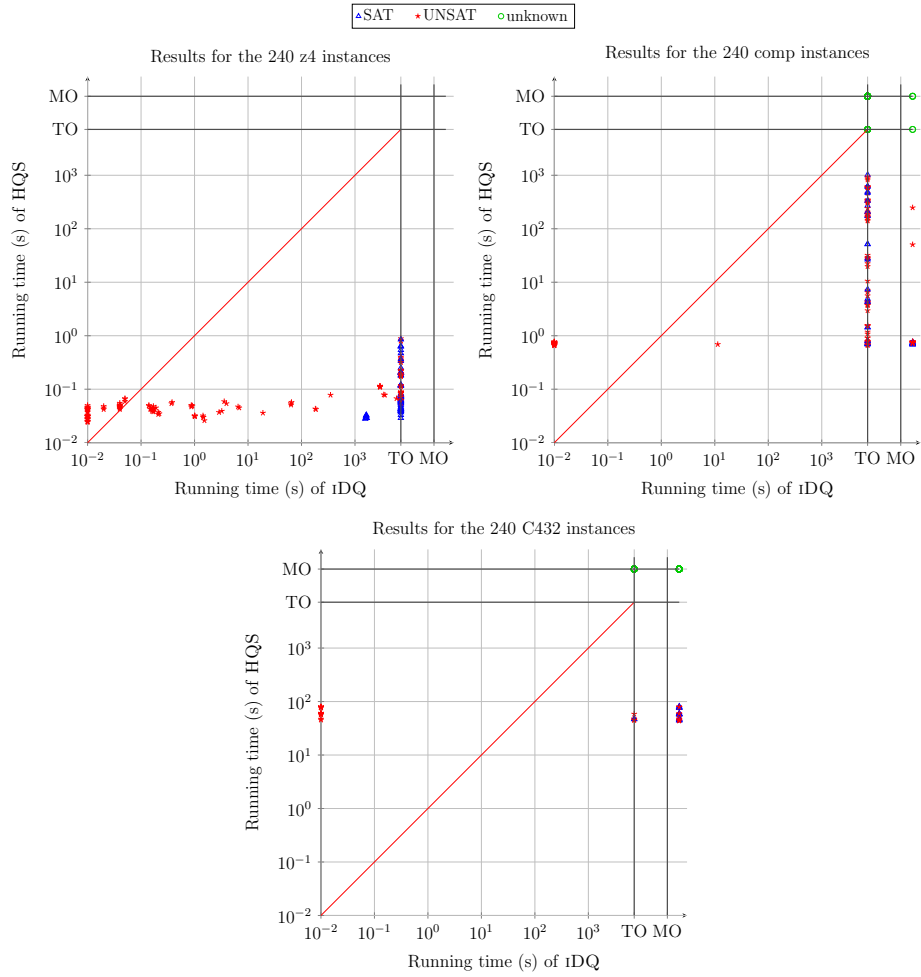 SAT UNSAT unknown
Results for the 240 z4 instances
MO
TO
10^3
10^2
10^1
10^0
10^−1
10^−2
Running time (s) of HQS
10^−2 10^−1 10^0 10^1 10^2 10^3 TO MO
Running time (s) of IDQ
Results for the 240 comp instances
MO
TO
10^3
10^2
10^1
10^0
10^−1
10^−2
Running time (s) of HQS
10^−2 10^−1 10^0 10^1 10^2 10^3 TO MO
Running time (s) of IDQ
Results for the 240 C432 instances
MO
TO
10^3
10^2
10^1
10^0
10^−1
10^−2
Running time (s) of HQS
10^−2 10^−1 10^0 10^1 10^2 10^3 TO MO
Running time (s) of IDQ